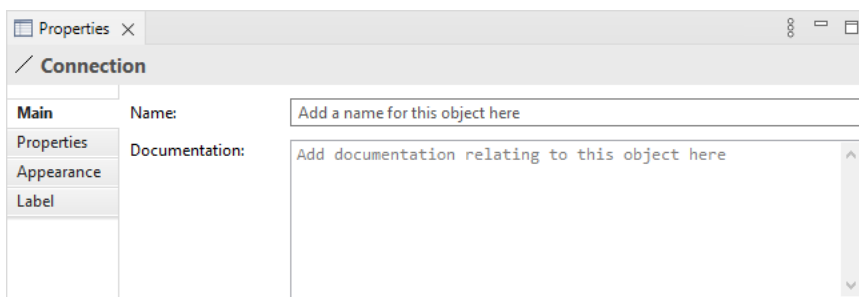 Properties
Connection
Main
Name:
Add a name for this object here
Properties
Documentation:
Add documentation relating to this object here
Appearance
Label